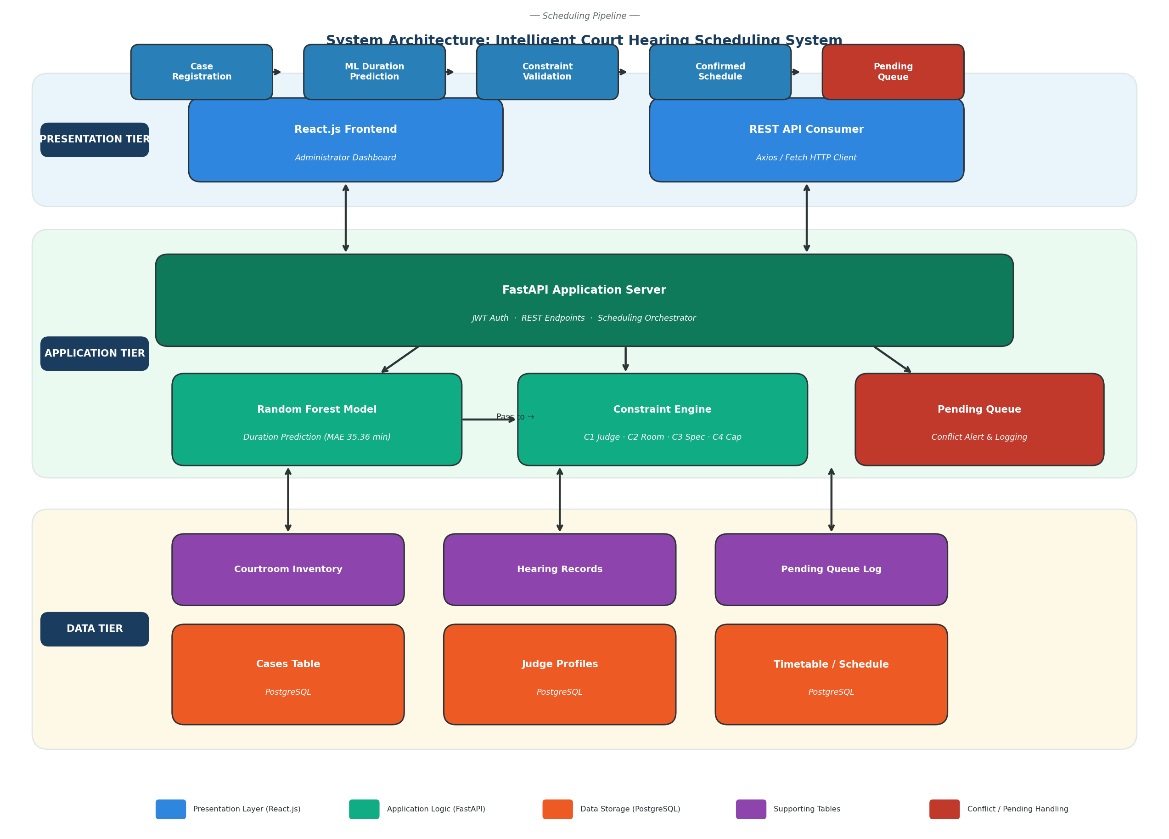 ── Scheduling Pipeline ──
System Architecture: Intelligent Court Hearing Scheduling System
Case
Registration
ML Duration
Prediction
Constraint
Validation
Confirmed
Schedule
Pending
Queue
PRESENTATION TIER
React.js Frontend
Administrator Dashboard
REST API Consumer
Axios / Fetch HTTP Client
FastAPI Application Server
JWT Auth · REST Endpoints · Scheduling Orchestrator
APPLICATION TIER
Random Forest Model
Duration Prediction (MAE 35.36 min)
Pass to →
Constraint Engine
C1 Judge · C2 Room · C3 Spec · C4 Cap
Pending Queue
Conflict Alert & Logging
Courtroom Inventory
Hearing Records
Pending Queue Log
DATA TIER
Cases Table
PostgreSQL
Judge Profiles
PostgreSQL
Timetable / Schedule
PostgreSQL
Presentation Layer (React.js)
Application Logic (FastAPI)
Data Storage (PostgreSQL)
Supporting Tables
Conflict / Pending Handling